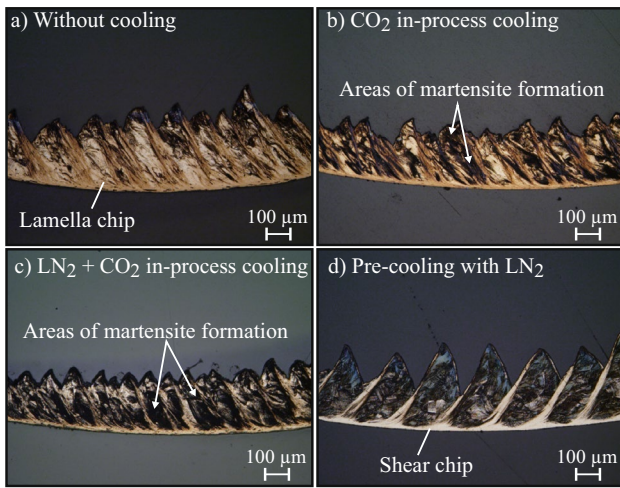 a) Without cooling
Lamella chip
100 µm
b) CO₂ in-process cooling
Areas of martensite formation
100 µm
c) LN₂ + CO₂ in-process cooling
Areas of martensite formation
100 µm
d) Pre-cooling with LN₂
Shear chip
100 µm